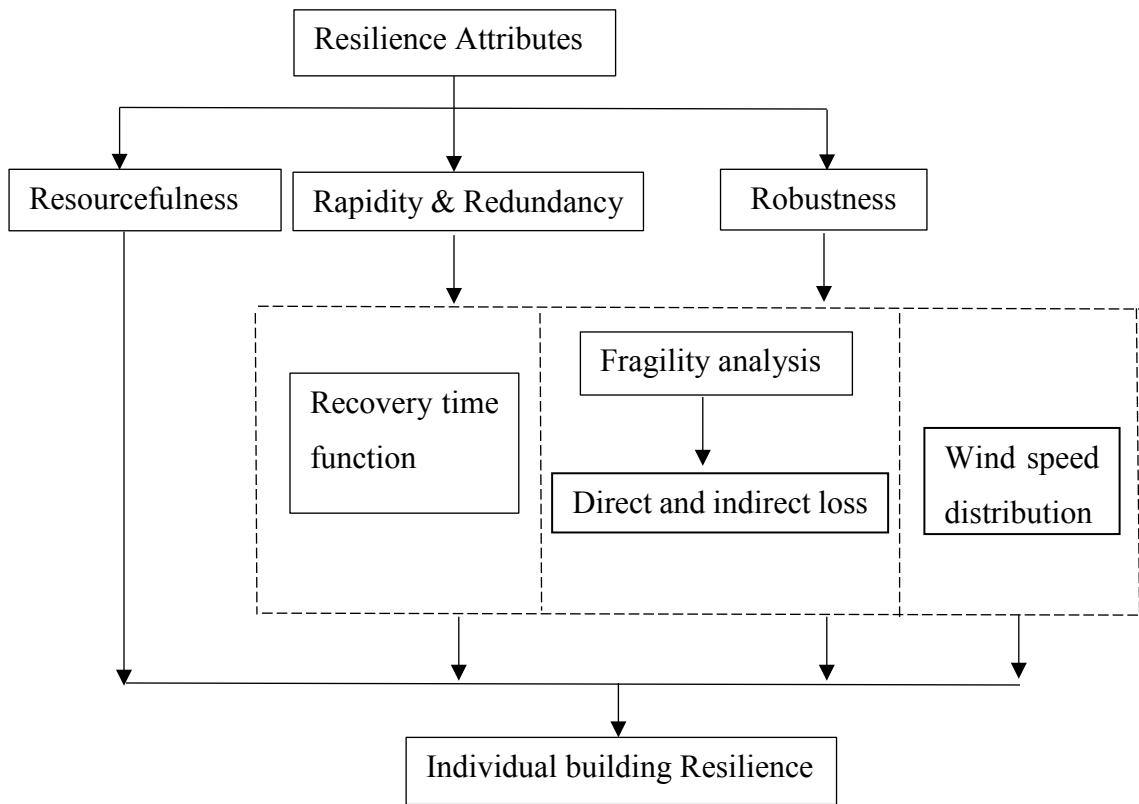 Resilience Attributes
Resourcefulness
Rapidity & Redundancy
Robustness
Fragility analysis
Recovery time
function
Direct and indirect loss
Wind speed
distribution
Individual building Resilience